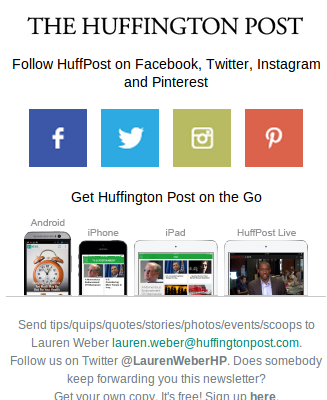 THE HUFFINGTON POST
Follow HuffPost on Facebook, Twitter, Instagram
and Pinterest
Get Huffington Post on the Go
Android
iPhone
iPad
HuffPost Live
Send tips/quips/quotes/stories/photos/events/scoops to
Lauren Weber lauren.weber@huffingtonpost.com.
Follow us on Twitter @LaurenWeberHP. Does somebody
keep forwarding you this newsletter?
Get your own copy. It's free! Sign up here.